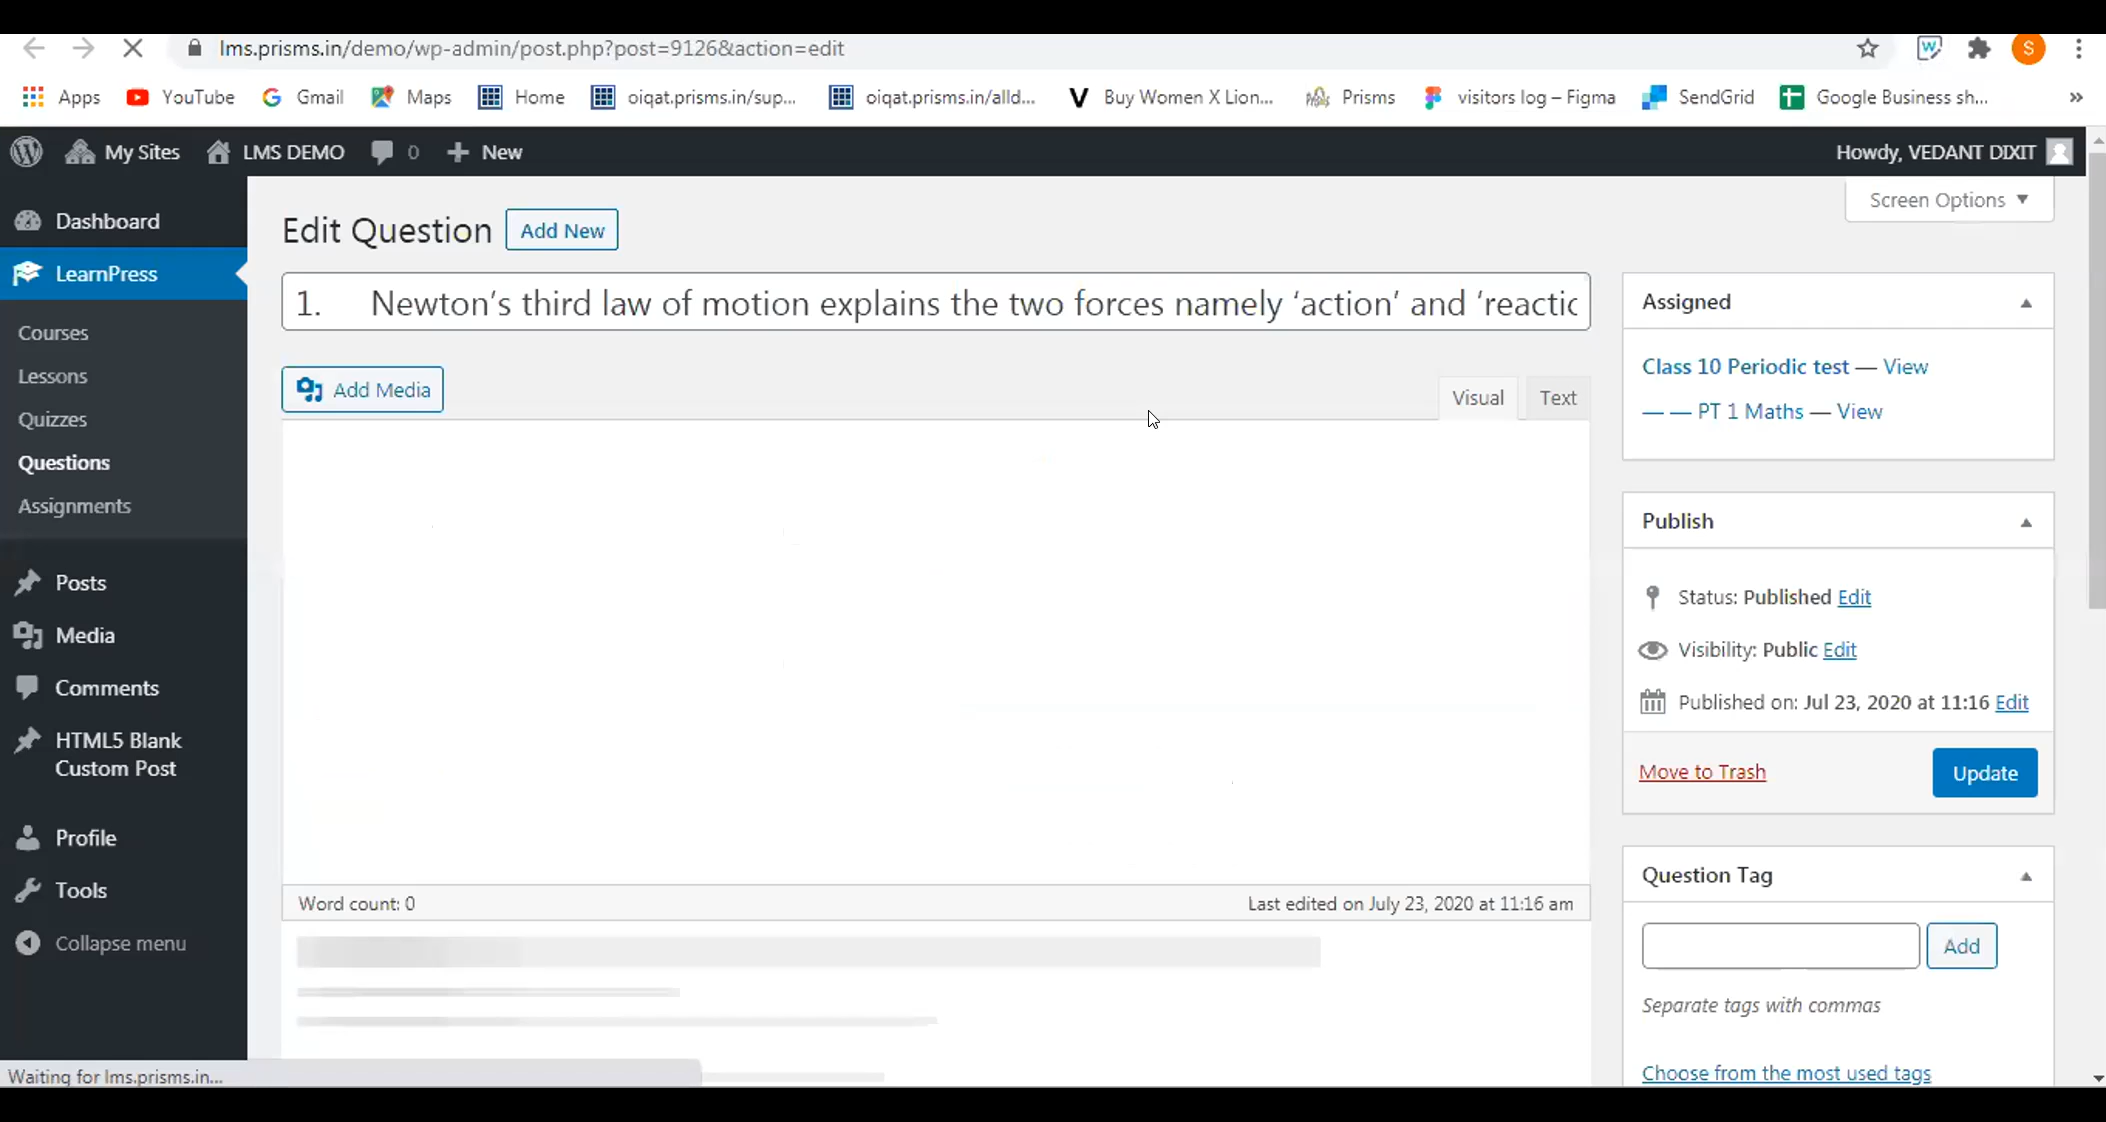 lms.prisms.in/demo/wp-admin/post.php?post=9126&action=edit
S
Apps YouTube Gmail Maps Home oiqat.prisms.in/sup... oiqat.prisms.in/alld... Buy Women X Lion... Prisms visitors log – Figma SendGrid Google Business sh... »
My Sites LMS DEMO 0 + New Howdy, VEDANT DIXIT
Screen Options ▼
Dashboard
LearnPress
Courses
Lessons
Quizzes
Questions
Assignments
Posts
Media
Comments
HTML5 Blank
Custom Post
Profile
Tools
Collapse menu
Edit Question Add New
1. Newton’s third law of motion explains the two forces namely ‘action’ and ‘reactic
Add Media
Visual Text
Word count: 0 Last edited on July 23, 2020 at 11:16 am
Assigned
Class 10 Periodic test — View
— — PT 1 Maths — View
Publish
Status: Published Edit
Visibility: Public Edit
Published on: Jul 23, 2020 at 11:16 Edit
Move to Trash Update
Question Tag
Add
Separate tags with commas
Choose from the most used tags
Waiting for lms.prisms.in...